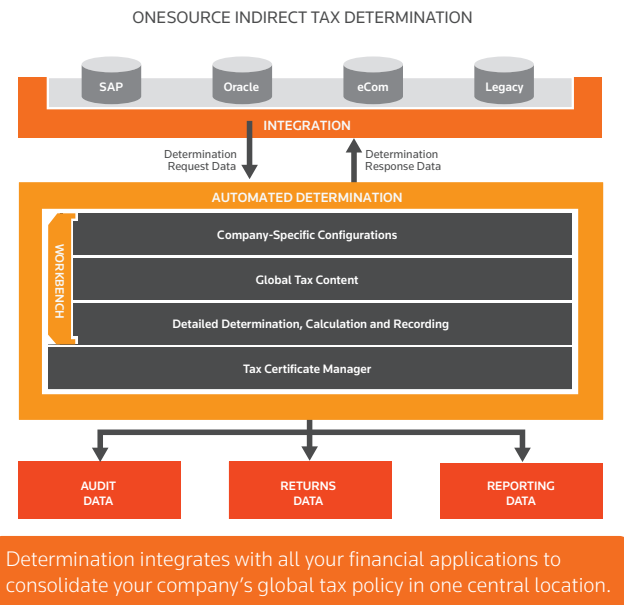 ONESOURCE INDIRECT TAX DETERMINATION
SAP
Oracle
eCom
Legacy
INTEGRATION
Determination
Request Data
Determination
Response Data
AUTOMATED DETERMINATION
WORKBENCH
Company-Specific Configurations
Global Tax Content
Detailed Determination, Calculation and Recording
Tax Certificate Manager
AUDIT
DATA
RETURNS
DATA
REPORTING
DATA
Determination integrates with all your financial applications to
consolidate your company’s global tax policy in one central location.